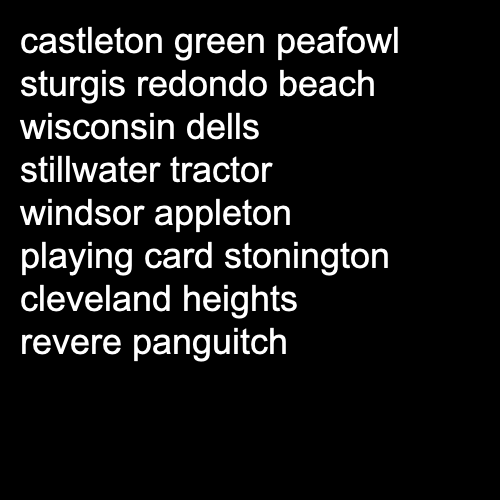 castleton green peafowl
sturgis redondo beach
wisconsin dells
stillwater tractor
windsor appleton
playing card stonington
cleveland heights
revere panguitch